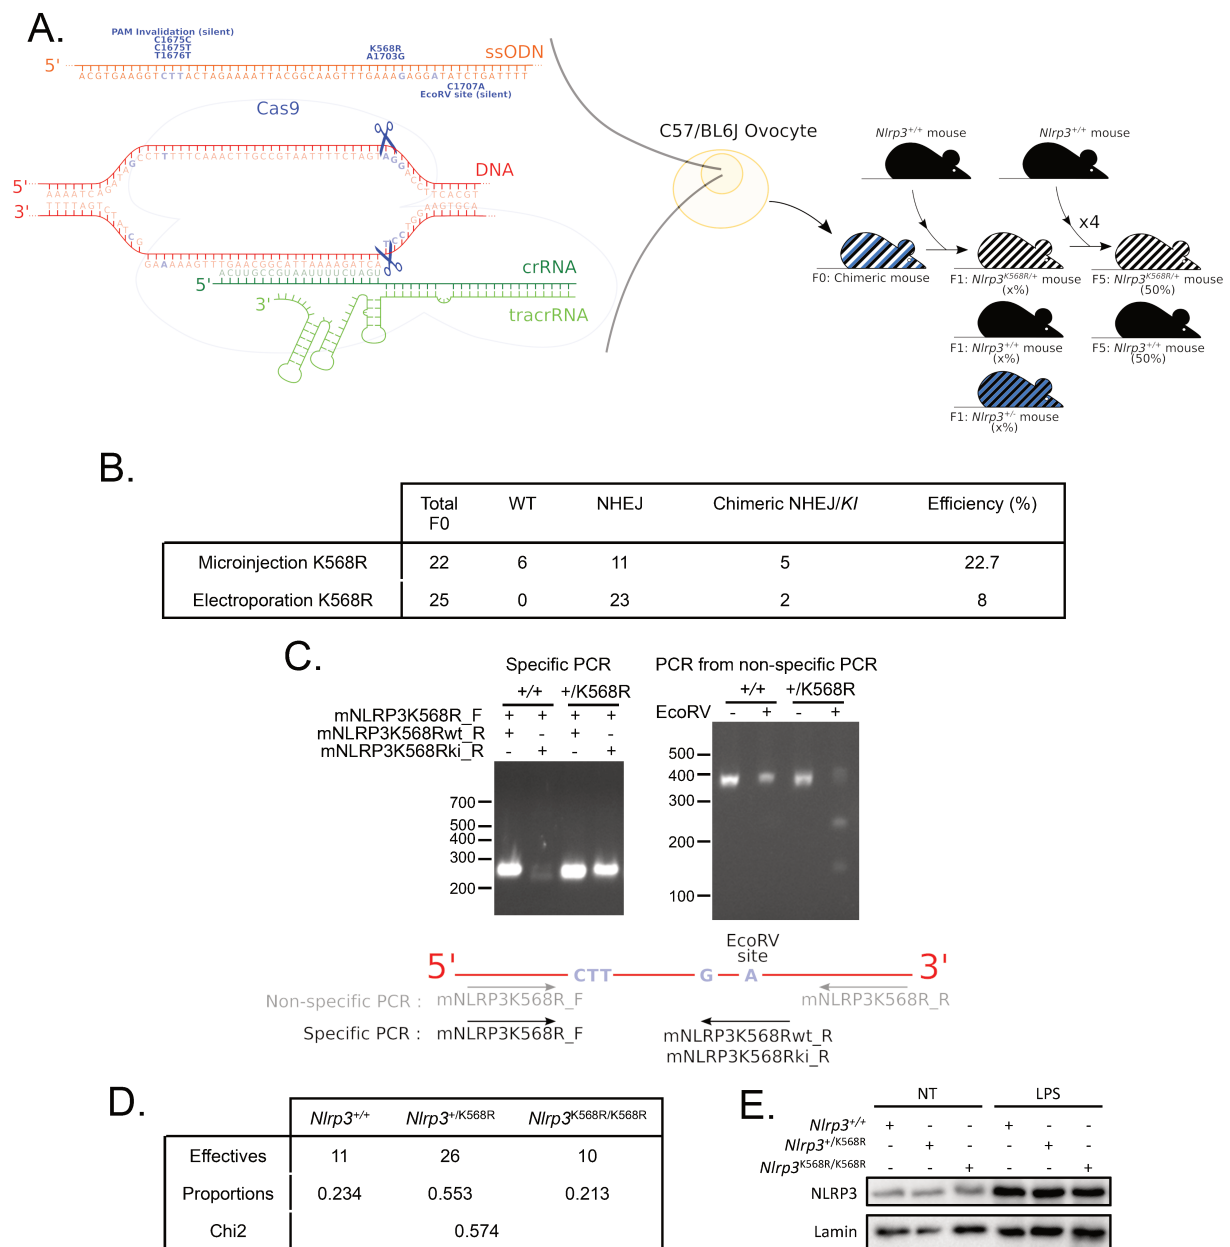 A.
PAM Invalidation (silent)
C1675C
C1675T
T1676T
K568R
A1703G
ssODN
5'
ACGTGAAGGTCTTACTAGAAAATTACGGCAAGTTTGAAAGAGGATATCTGATTTT
C1707A
EcoRV site (silent)
Cas9
DNA
5'
3'
AAAATCAGATAGCCTTTTTCAAACTTGCCGTAATTTTCTAGTAGGACCTTCACGT
TTTTAGTCTATCGGAAAAAGTTTGAACGGCATTAAAAGATCATCCTGGAAGTGCA
ACUUGCCGUAAUUUUCUAGU
crRNA
5'
3'
tracrRNA
C57/BL6J Ovocyte
Nlrp3+/+ mouse
Nlrp3+/+ mouse
x4
F0: Chimeric mouse
F1: Nlrp3K568R/+ mouse
(x%)
F5: Nlrp3K568R/+ mouse
(50%)
F1: Nlrp3+/+ mouse
(x%)
F5: Nlrp3+/+ mouse
(50%)
F1: Nlrp3+/- mouse
(x%)
B.
Total F0 WT NHEJ Chimeric NHEJ/KI Efficiency (%)
Microinjection K568R 22 6 11 5 22.7
Electroporation K568R 25 0 23 2 8
C.
Specific PCR
+/+ +/K568R
mNLRP3K568R_F + + + +
mNLRP3K568Rwt_R + - + -
mNLRP3K568Rki_R - + - +
700
500
400
300
200
PCR from non-specific PCR
+/+ +/K568R
EcoRV - + - +
500
400
300
200
100
EcoRV
site
5' CTT G A 3'
Non-specific PCR : mNLRP3K568R_F mNLRP3K568R_R
Specific PCR : mNLRP3K568R_F mNLRP3K568Rwt_R
mNLRP3K568Rki_R
D.
Nlrp3+/+ Nlrp3+/K568R Nlrp3K568R/K568R
Effectives 11 26 10
Proportions 0.234 0.553 0.213
Chi2 0.574
E.
NT LPS
Nlrp3+/+ + - - + - -
Nlrp3+/K568R - + - - + -
Nlrp3K568R/K568R - - + - - +
NLRP3
Lamin